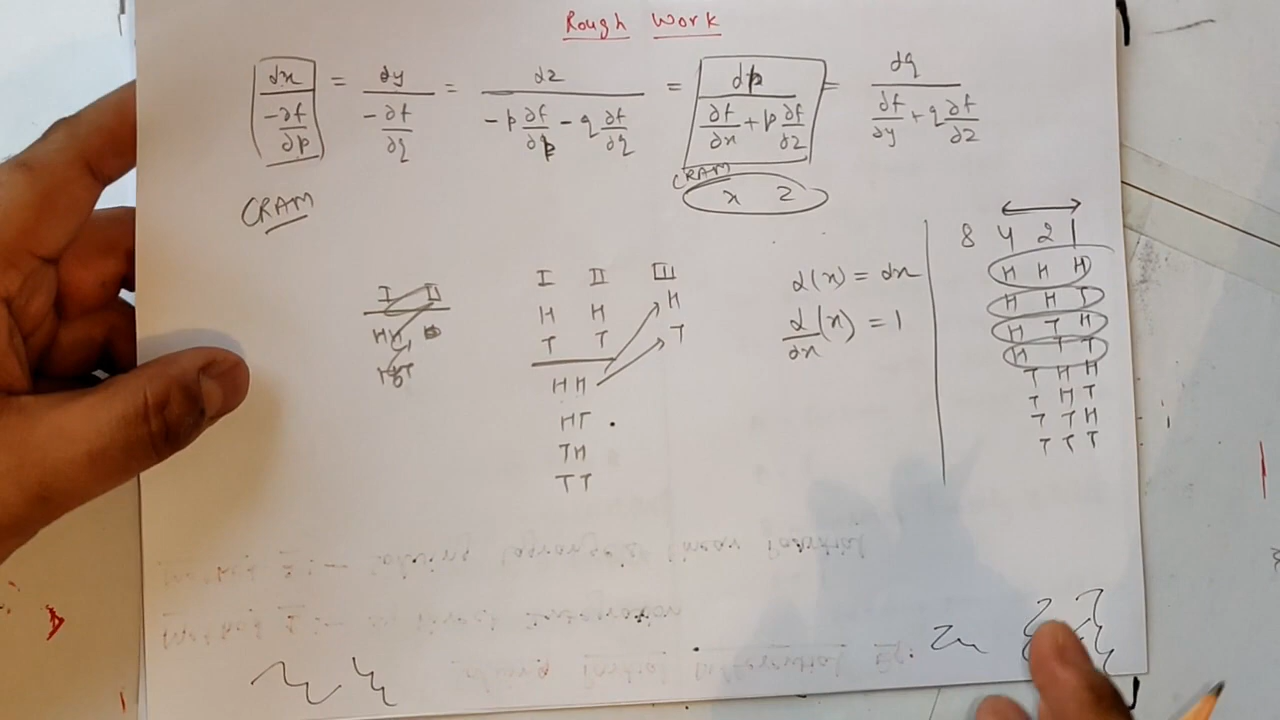 Rough Work
dx/(-∂f/∂p) = dy/(-∂f/∂q) = dz/(-p ∂f/∂p - q ∂f/∂q) = dp/(∂f/∂x + p ∂f/∂z) = dq/(∂f/∂y + q ∂f/∂z)
CRAM
CRAM
x z
I II
I II III
H H H
T T T
HH
HT
TH
TT
d(x) = dx
d/dx (x) = 1
8 4 2 1
H H H
H H T
H T H
H T T
T H H
T H T
T T H
T T T